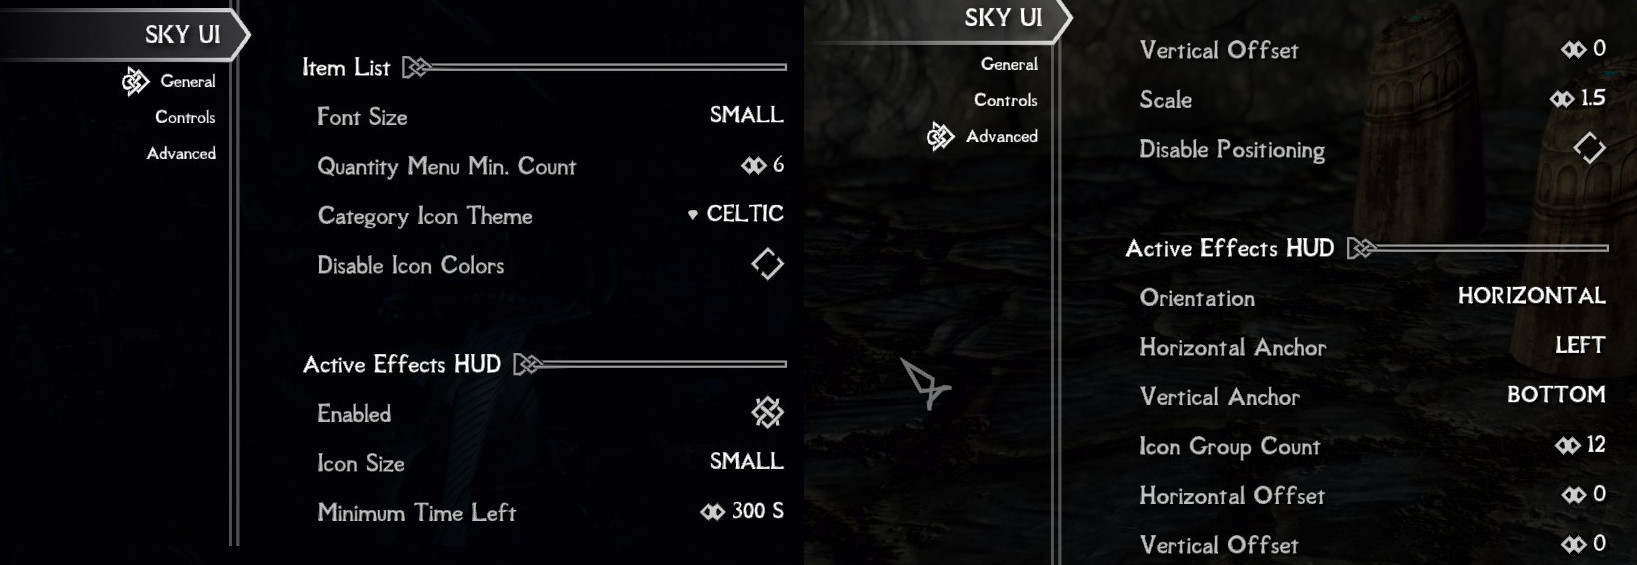 SKY UI
General
Controls
Advanced
Item List
Font Size SMALL
Quantity Menu Min. Count 6
Category Icon Theme CELTIC
Disable Icon Colors
Active Effects HUD
Enabled
Icon Size SMALL
Minimum Time Left 300 S
SKY UI
General
Controls
Advanced
Vertical Offset 0
Scale 1.5
Disable Positioning
Active Effects HUD
Orientation HORIZONTAL
Horizontal Anchor LEFT
Vertical Anchor BOTTOM
Icon Group Count 12
Horizontal Offset 0
Vertical Offset 0